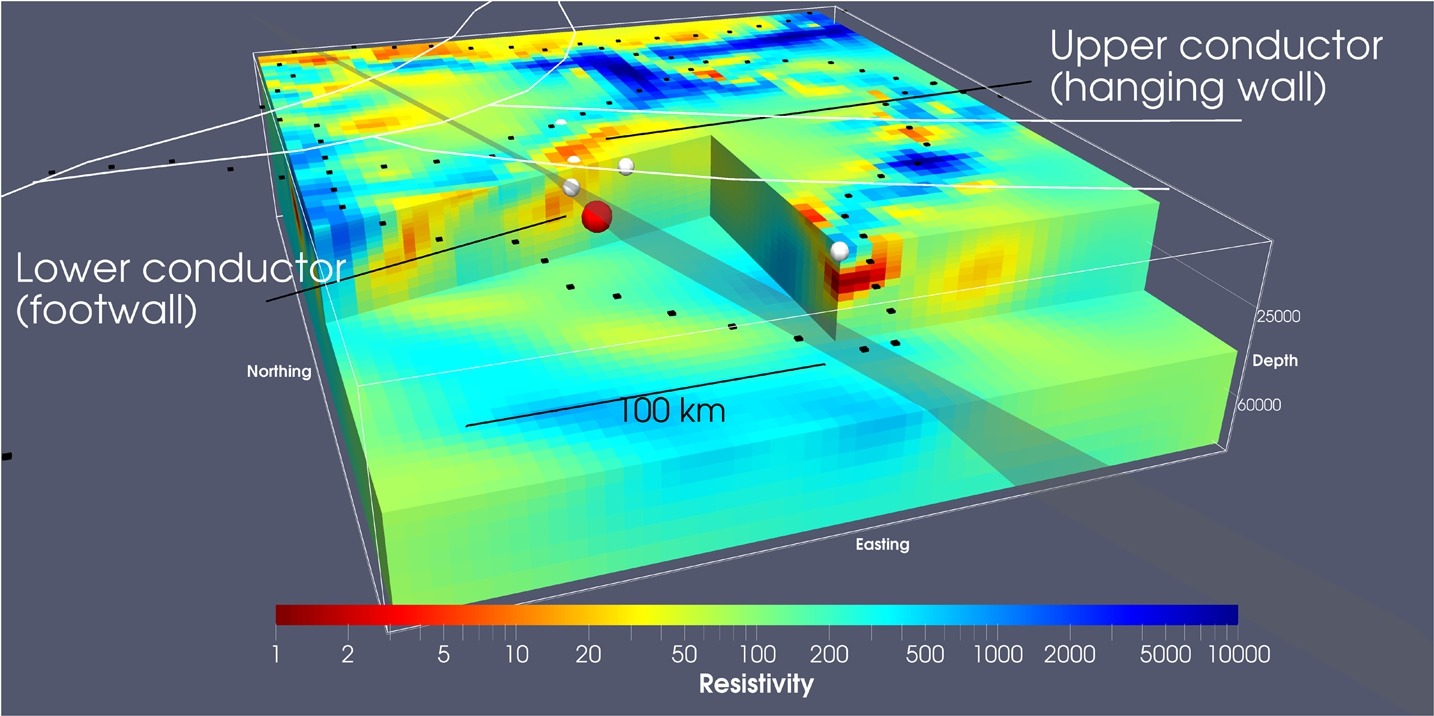 Upper conductor
(hanging wall)
Lower conductor
(footwall)
Northing
25000
Depth
60000
100 km
Easting
1 2 5 10 20 50 100 200 500 1000 2000 5000 10000
Resistivity